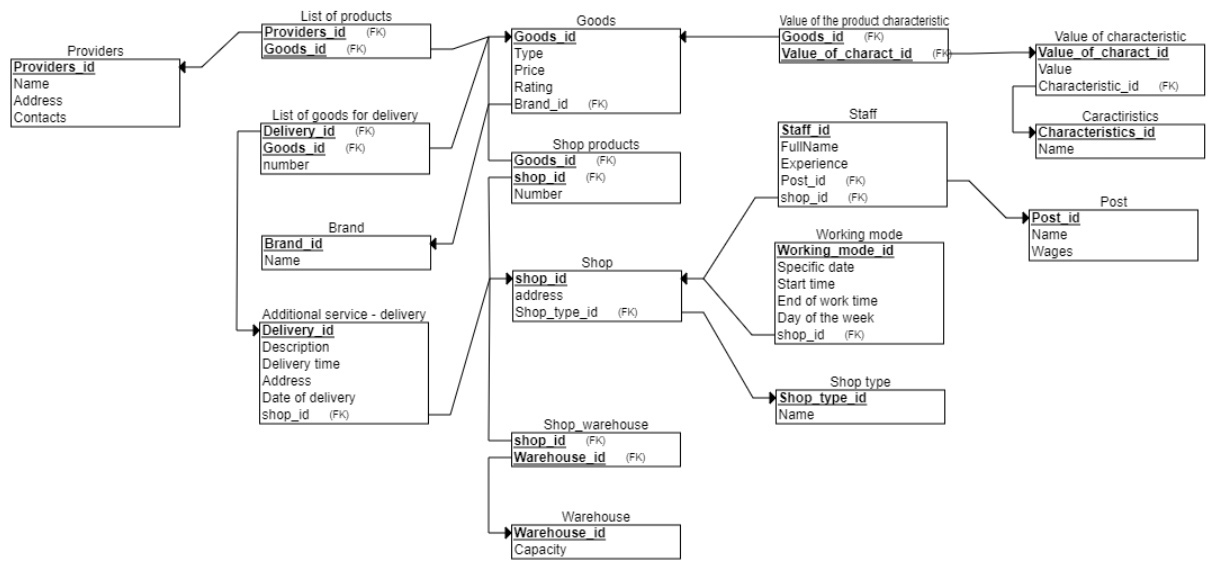 Providers
Providers_id
Name
Address
Contacts
List of products
Providers_id (FK)
Goods_id (FK)
List of goods for delivery
Delivery_id (FK)
Goods_id (FK)
number
Brand
Brand_id
Name
Additional service - delivery
Delivery_id
Description
Delivery time
Address
Date of delivery
shop_id (FK)
Goods
Goods_id
Type
Price
Rating
Brand_id (FK)
Shop products
Goods_id (FK)
shop_id (FK)
Number
Shop
shop_id
address
Shop_type_id (FK)
Shop_warehouse
shop_id (FK)
Warehouse_id (FK)
Warehouse
Warehouse_id
Capacity
Value of the product characteristic
Goods_id (FK)
Value_of_charact_id (FK)
Staff
Staff_id
FullName
Experience
Post_id (FK)
shop_id (FK)
Working mode
Working_mode_id
Specific date
Start time
End of work time
Day of the week
shop_id (FK)
Shop type
Shop_type_id
Name
Value of characteristic
Value_of_charact_id
Value
Characteristic_id (FK)
Caractiristics
Characteristics_id
Name
Post
Post_id
Name
Wages